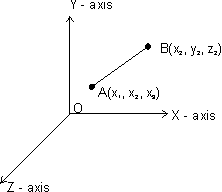 Y - axis
B(x₂, y₂, z₂)
A(x₁, x₂, x₃)
O
X - axis
Z - axis